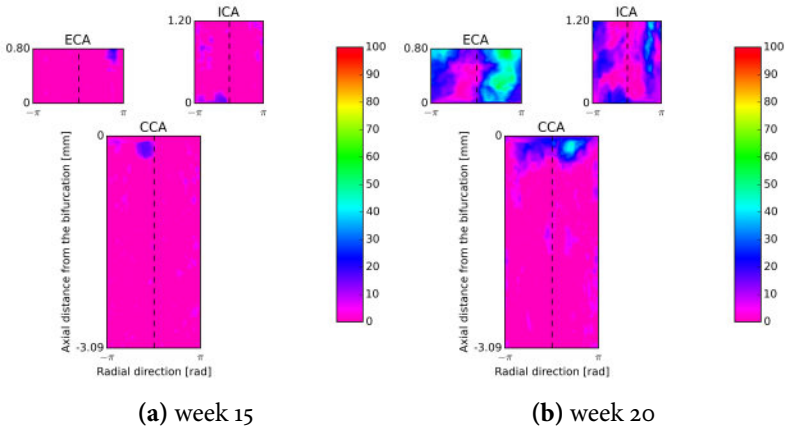 ECA
0.80
0
−π
π
ICA
1.20
0
−π
π
CCA
0
-3.09
−π
π
Axial distance from the bifurcation [mm]
Radial direction [rad]
100
90
80
70
60
50
40
30
20
10
0
(a) week 15
ECA
0.80
0
−π
π
ICA
1.20
0
−π
π
CCA
0
-3.09
−π
π
Axial distance from the bifurcation [mm]
Radial direction [rad]
100
90
80
70
60
50
40
30
20
10
0
(b) week 20